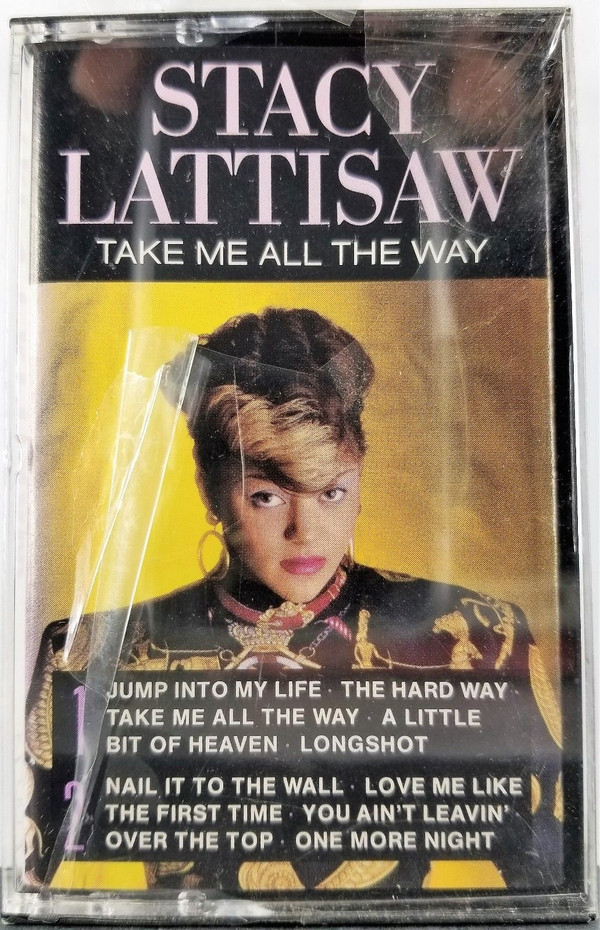 STACY
LATTISAW
TAKE ME ALL THE WAY
1
JUMP INTO MY LIFE · THE HARD WAY ·
TAKE ME ALL THE WAY · A LITTLE
BIT OF HEAVEN · LONGSHOT
2
NAIL IT TO THE WALL · LOVE ME LIKE
THE FIRST TIME · YOU AIN'T LEAVIN' ·
OVER THE TOP · ONE MORE NIGHT